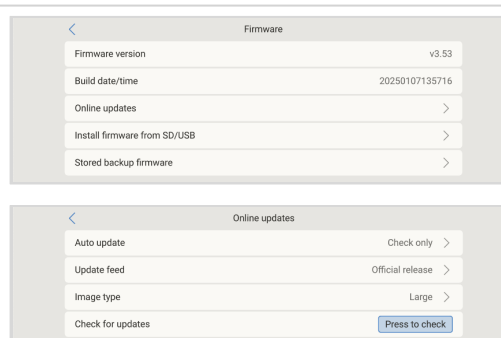 Firmware
Firmware version v3.53
Build date/time 20250107135716
Online updates
Install firmware from SD/USB
Stored backup firmware
Online updates
Auto update Check only
Update feed Official release
Image type Large
Check for updates Press to check